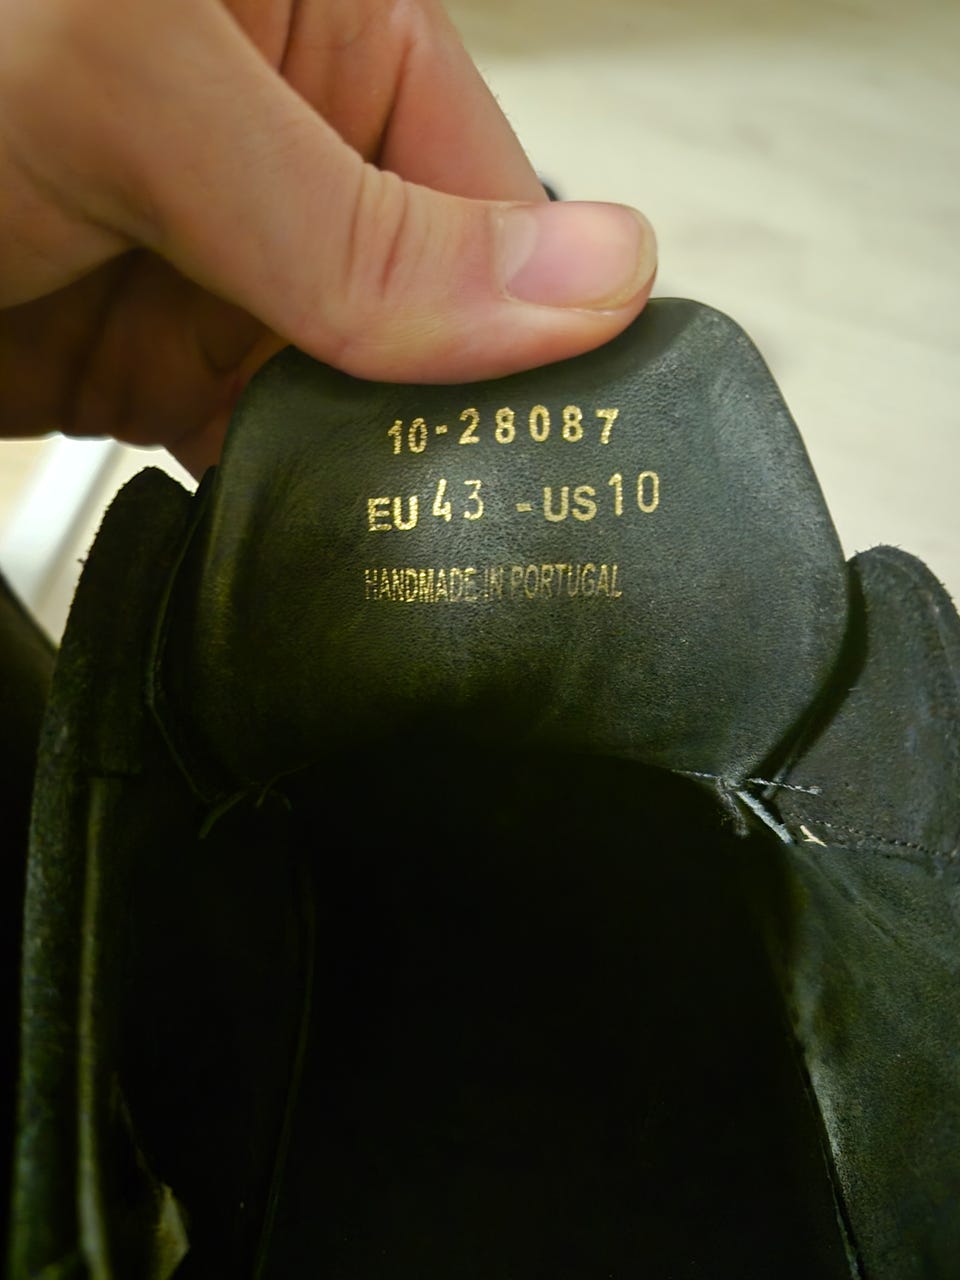 10-28087
EU 43 - US 10
HANDMADE IN PORTUGAL